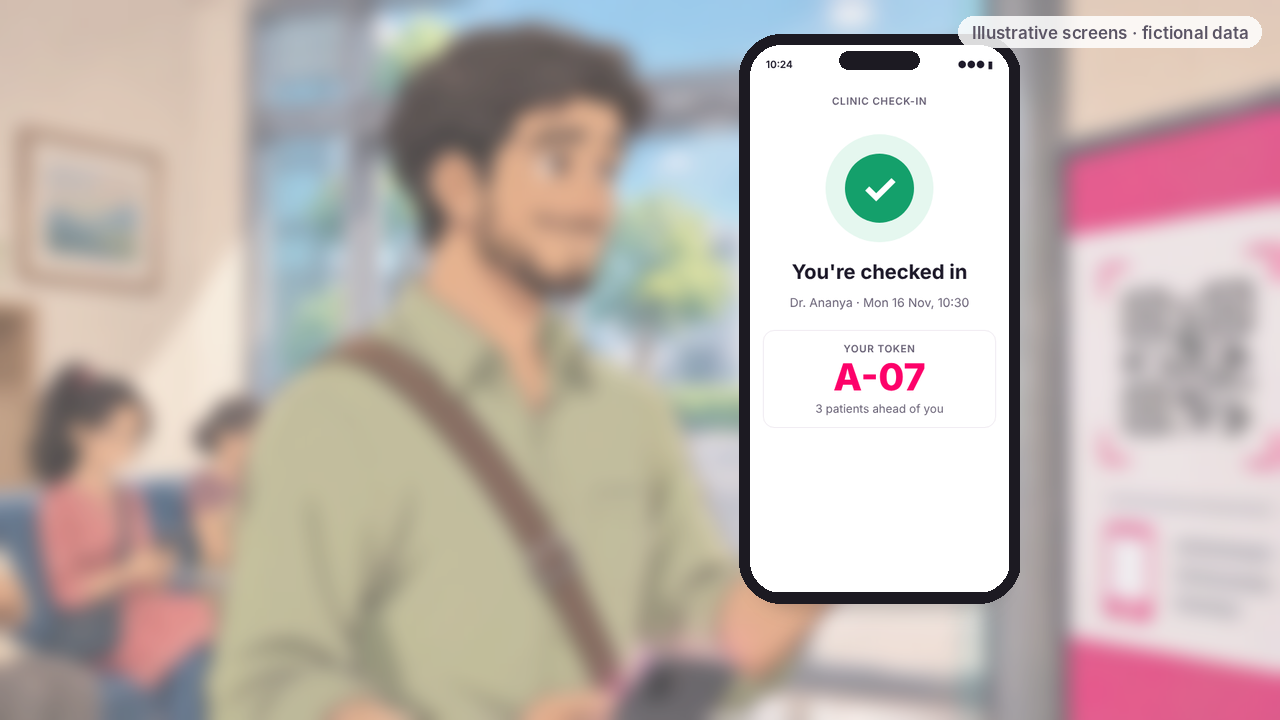 Illustrative screens · fictional data
10:24
CLINIC CHECK-IN
You're checked in
Dr. Ananya · Mon 16 Nov, 10:30
YOUR TOKEN
A-07
3 patients ahead of you